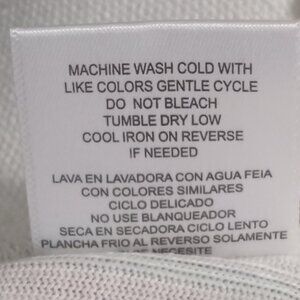 MACHINE WASH COLD WITH
LIKE COLORS GENTLE CYCLE
DO NOT BLEACH
TUMBLE DRY LOW
COOL IRON ON REVERSE
IF NEEDED
LAVA EN LAVADORA CON AGUA FEIA
CON COLORES SIMILARES
CICLO DELICADO
NO USE BLANQUEADOR
SECA EN SECADORA CICLO LENTO
PLANCHA FRIO AL REVERSO SOLAMENTE
NECESITE